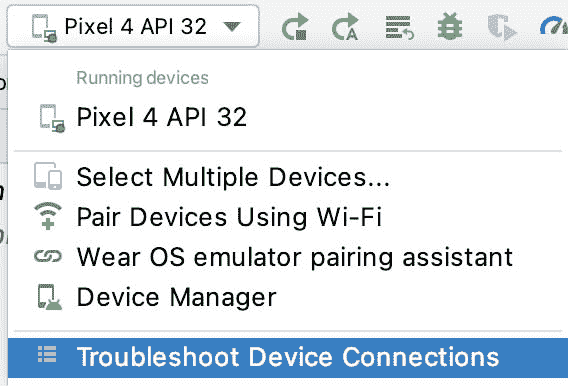 Pixel 4 API 32
Running devices
Pixel 4 API 32
Select Multiple Devices...
Pair Devices Using Wi-Fi
Wear OS emulator pairing assistant
Device Manager
Troubleshoot Device Connections